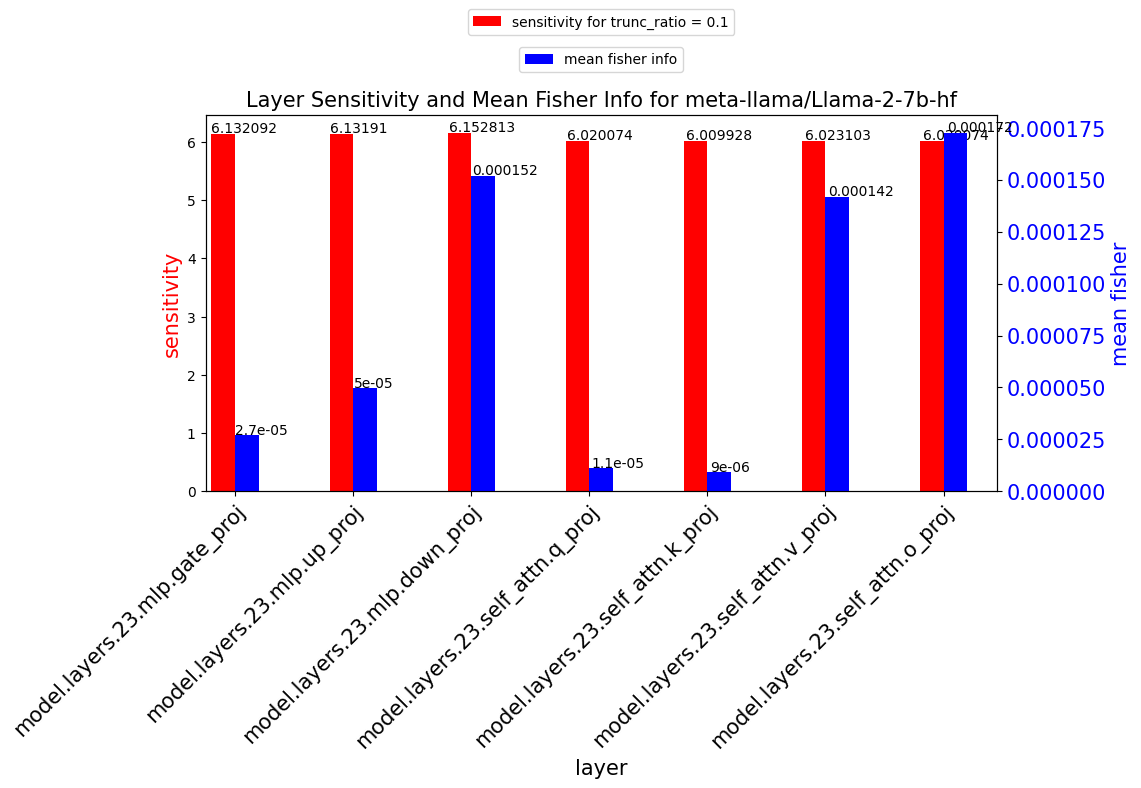 sensitivity for trunc_ratio = 0.1
mean fisher info
Layer Sensitivity and Mean Fisher Info for meta-llama/Llama-2-7b-hf
6.132092
6.13191
6.152813
6.020074
6.009928
6.023103
6.020074
2.7e-05
5e-05
0.000152
1.1e-05
9e-06
0.000142
0.000172
6
5
4
3
2
1
0
sensitivity
0.000175
0.000150
0.000125
0.000100
0.000075
0.000050
0.000025
0.000000
mean fisher
model.layers.23.mlp.gate_proj
model.layers.23.mlp.up_proj
model.layers.23.mlp.down_proj
model.layers.23.self_attn.q_proj
model.layers.23.self_attn.k_proj
model.layers.23.self_attn.v_proj
model.layers.23.self_attn.o_proj
layer